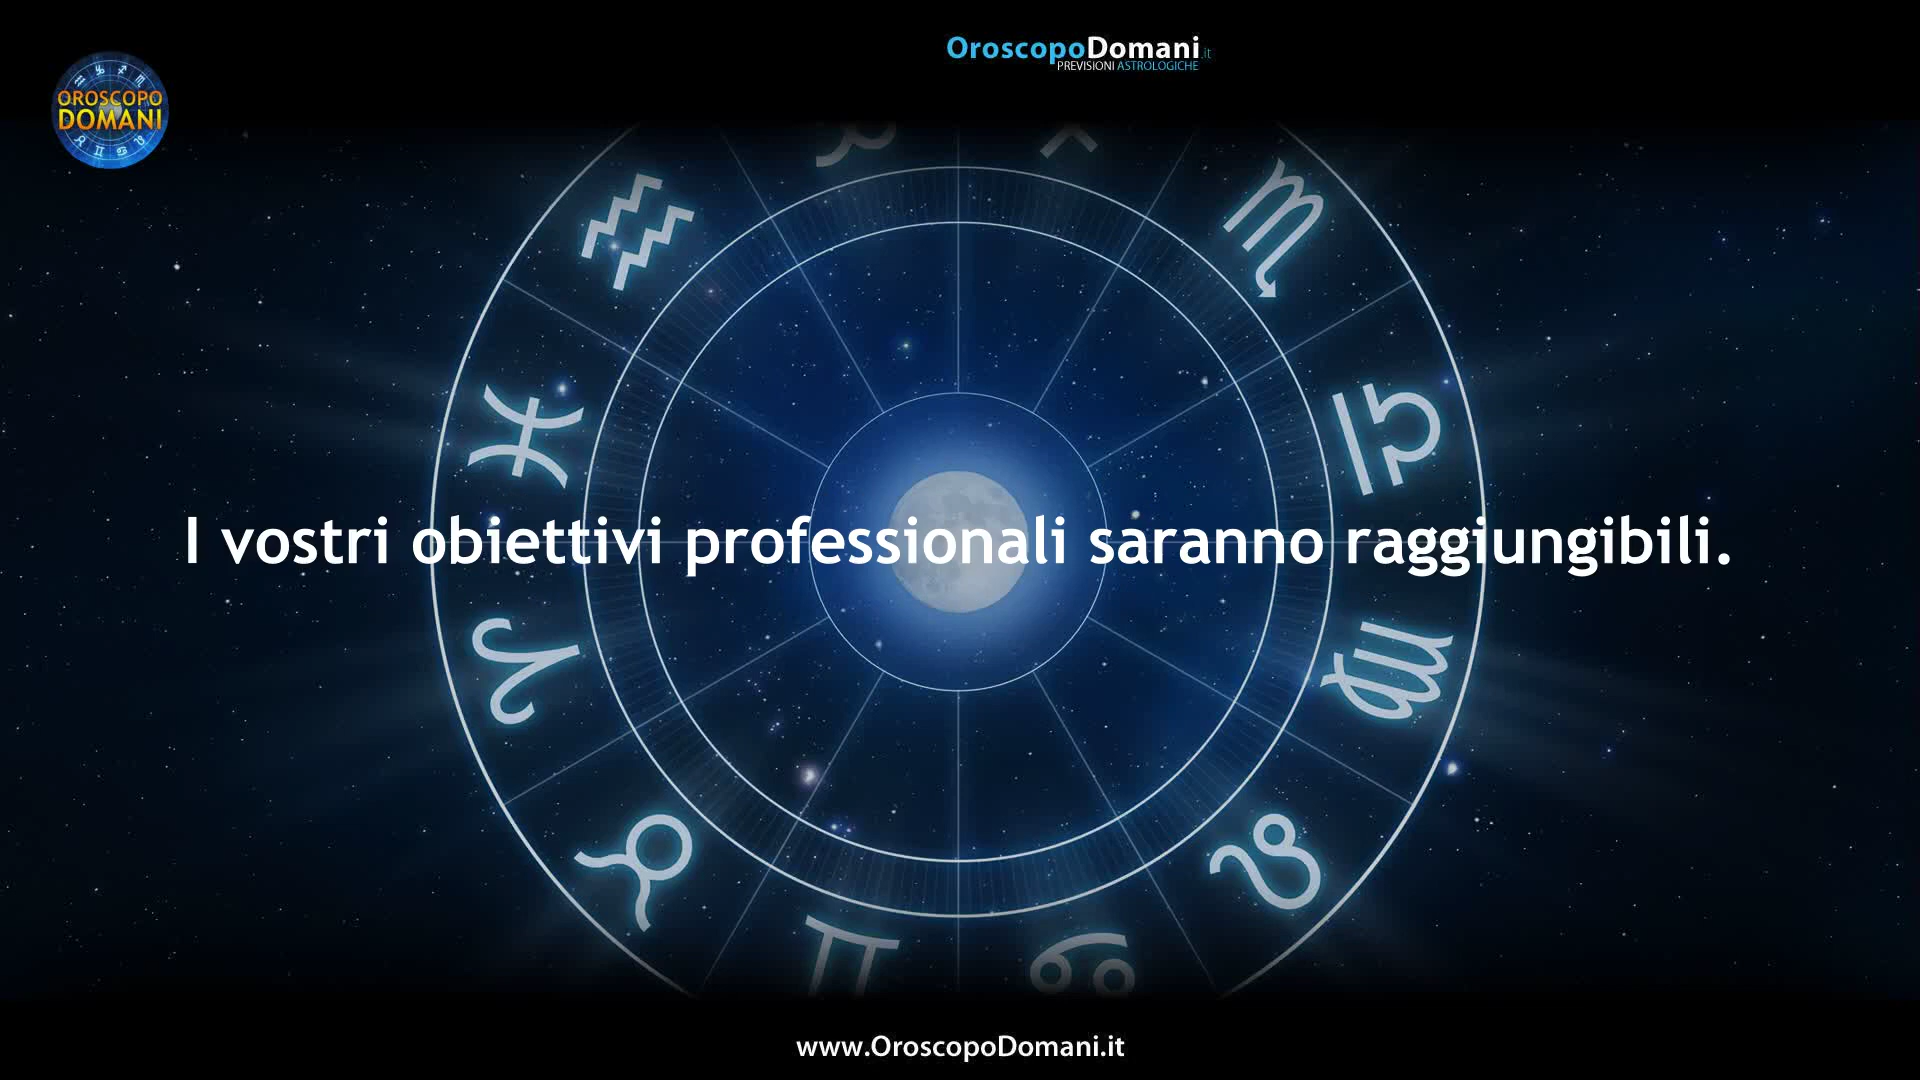 OroscopoDomani.it
PREVISIONI ASTROLOGICHE
OROSCOPO
DOMANI
I vostri obiettivi professionali saranno raggiungibili.
www.OroscopoDomani.it